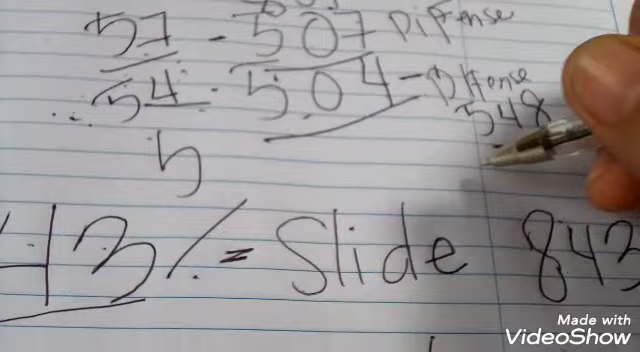 57 - 507 Difense
54 - 504 - Difense
548
5
43% = Slide 843
Made with
VideoShow